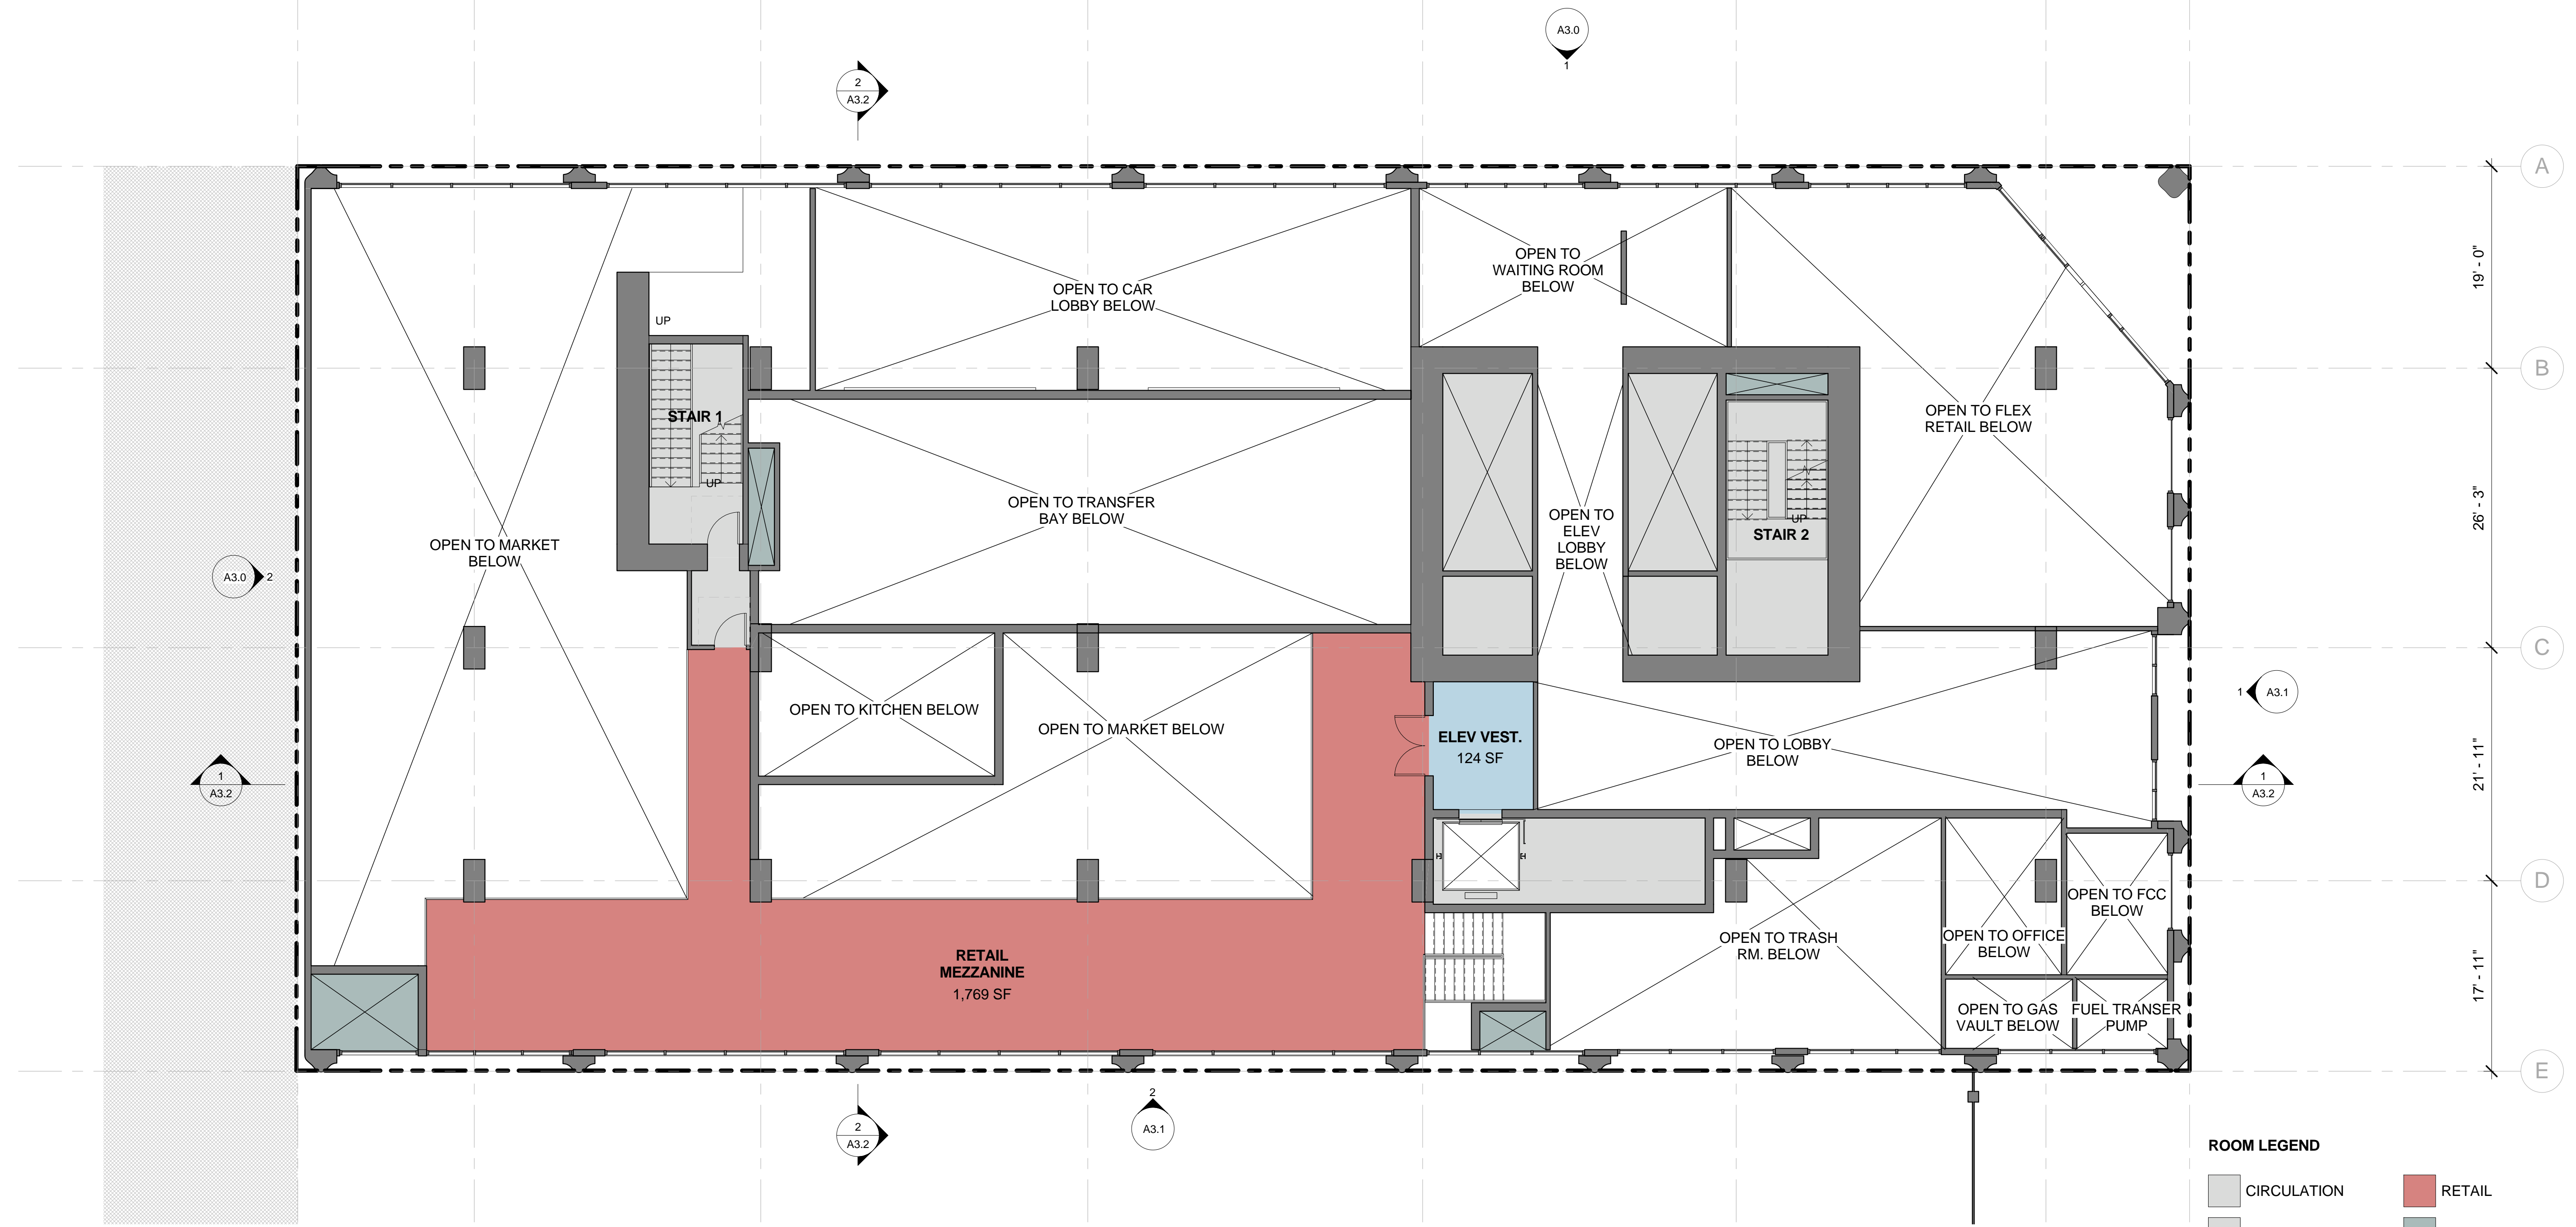 A3.0
1
2
A3.2
A
19' - 0"
OPEN TO
WAITING ROOM
BELOW
OPEN TO CAR
LOBBY BELOW
UP
B
STAIR 1
OPEN TO FLEX
RETAIL BELOW
UP
OPEN TO TRANSFER
BAY BELOW
OPEN TO
ELEV
LOBBY
BELOW
UP
STAIR 2
26' - 3"
OPEN TO MARKET
BELOW
A3.0
2
C
1
A3.1
OPEN TO KITCHEN BELOW
OPEN TO MARKET BELOW
ELEV VEST.
124 SF
OPEN TO LOBBY
BELOW
21' - 11"
1
A3.2
1
A3.2
D
OPEN TO FCC
BELOW
OPEN TO TRASH
RM. BELOW
OPEN TO OFFICE
BELOW
RETAIL
MEZZANINE
1,769 SF
17' - 11"
OPEN TO GAS
VAULT BELOW
FUEL TRANSER
PUMP
E
2
A3.2
2
A3.1
ROOM LEGEND
CIRCULATION
RETAIL